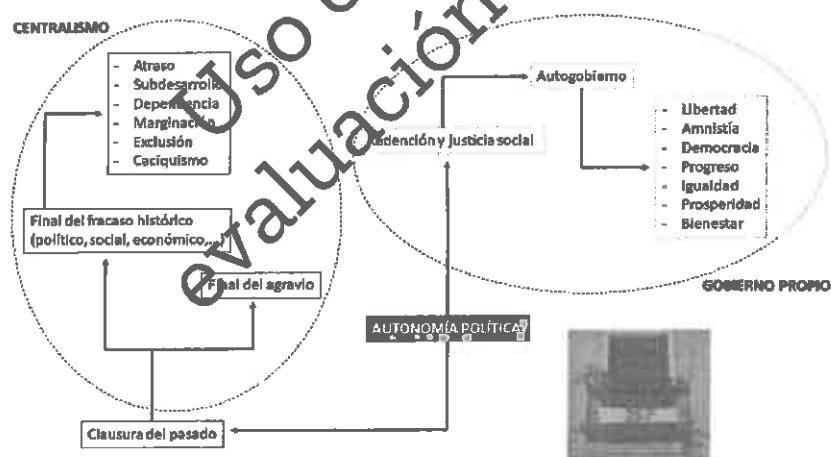 CENTRALISMO
- Atraso
- Subdesarrollo
- Dependencia
- Marginación
- Exclusión
- Caciquismo
Final del fracaso histórico
(político, social, económico,...)
Final del agravio
Clausura del pasado
AUTONOMÍA POLÍTICA
Redención y Justicia social
Autogobierno
- Libertad
- Amnistía
- Democracia
- Progreso
- Igualdad
- Prosperidad
- Bienestar
GOBIERNO PROPIO
Uso
evaluación